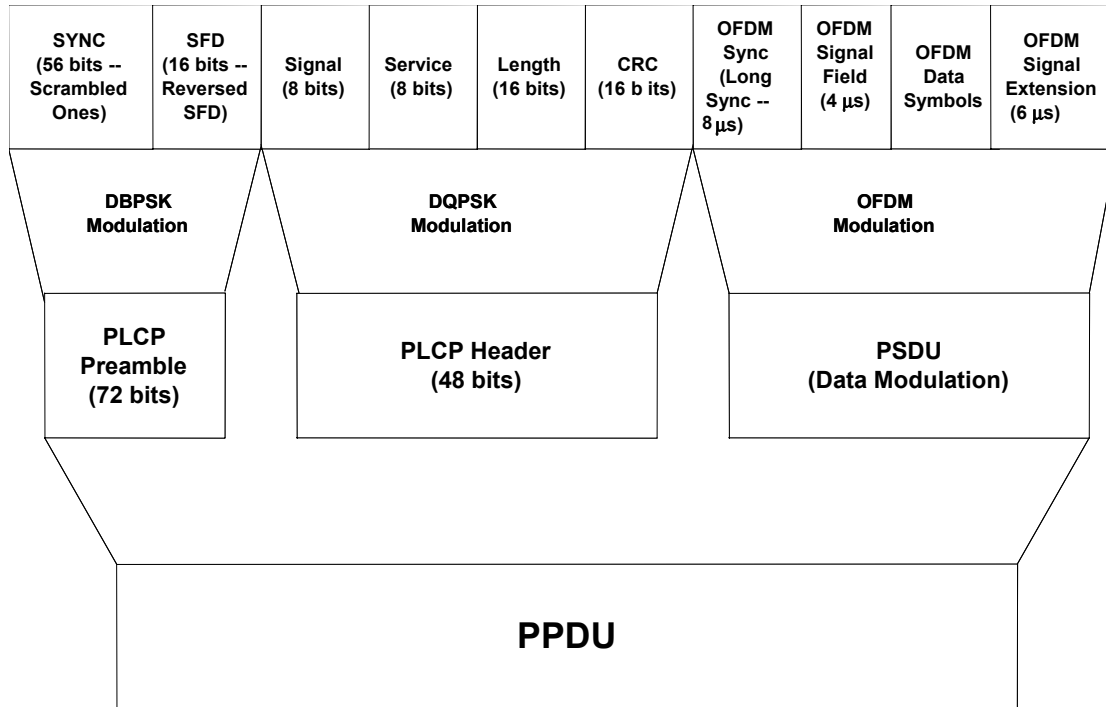 SYNC
(56 bits --
Scrambled
Ones)
SFD
(16 bits --
Reversed
SFD)
Signal
(8 bits)
Service
(8 bits)
Length
(16 bits)
CRC
(16 b its)
OFDM
Sync
(Long
Sync --
8 μs)
OFDM
Signal
Field
(4 μs)
OFDM
Data
Symbols
OFDM
Signal
Extension
(6 μs)
DBPSK
Modulation
DQPSK
Modulation
OFDM
Modulation
PLCP
Preamble
(72 bits)
PLCP Header
(48 bits)
PSDU
(Data Modulation)
PPDU